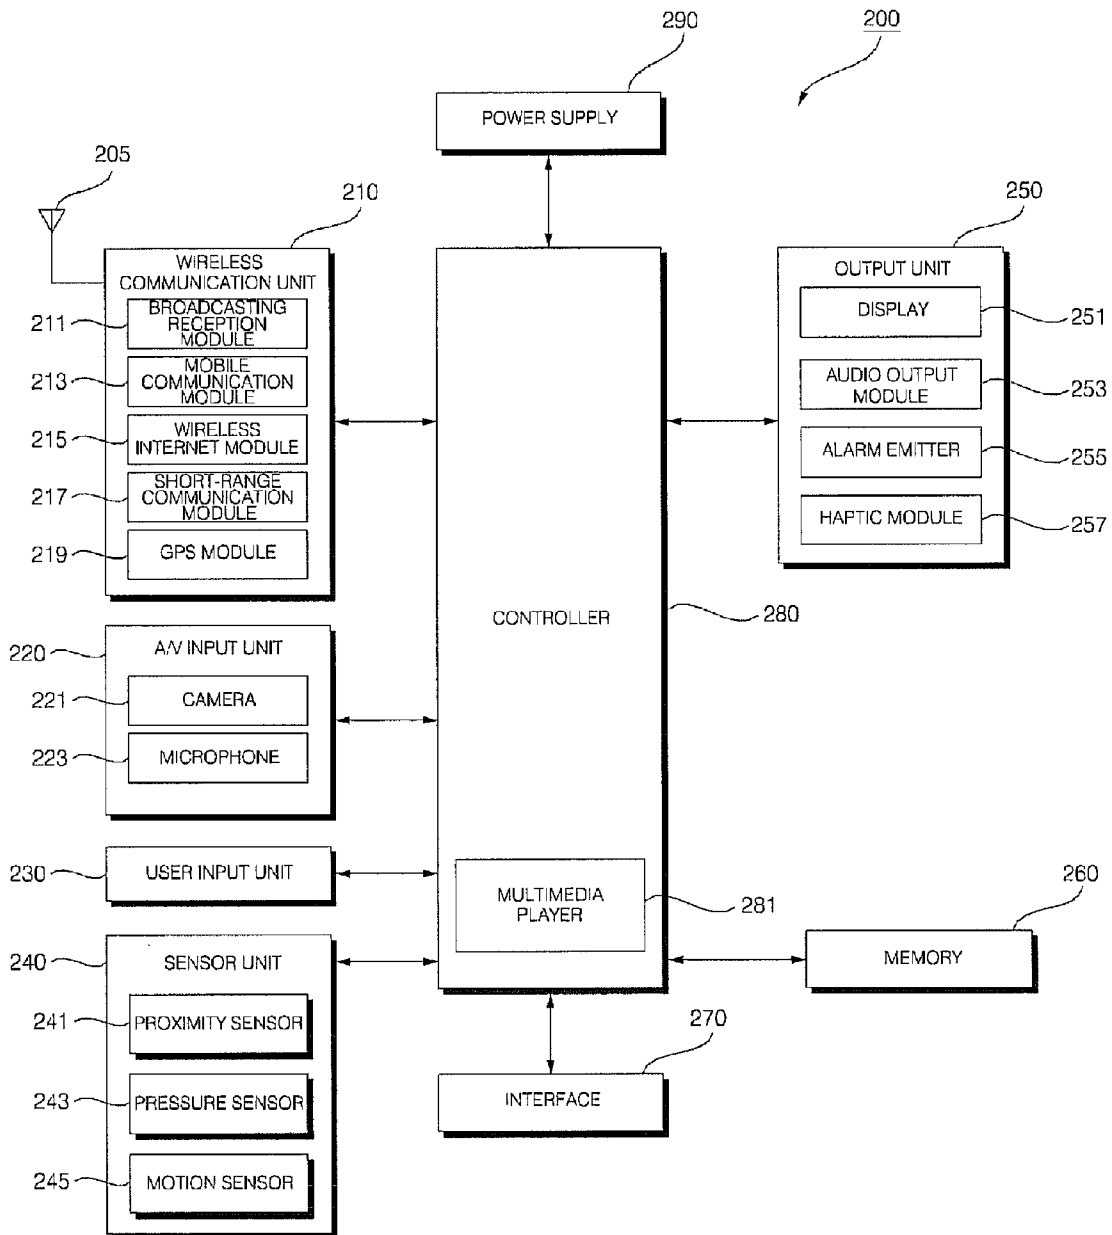 290
200
POWER SUPPLY
205
210
250
WIRELESS
COMMUNICATION UNIT
211
BROADCASTING
RECEPTION
MODULE
213
MOBILE
COMMUNICATION
MODULE
215
WIRELESS
INTERNET MODULE
217
SHORT-RANGE
COMMUNICATION
MODULE
219
GPS MODULE
OUTPUT UNIT
DISPLAY
251
AUDIO OUTPUT
MODULE
253
ALARM EMITTER
255
HAPTIC MODULE
257
CONTROLLER
280
220
A/V INPUT UNIT
221
CAMERA
223
MICROPHONE
230
USER INPUT UNIT
MULTIMEDIA
PLAYER
281
260
MEMORY
240
SENSOR UNIT
241
PROXIMITY SENSOR
243
PRESSURE SENSOR
245
MOTION SENSOR
270
INTERFACE